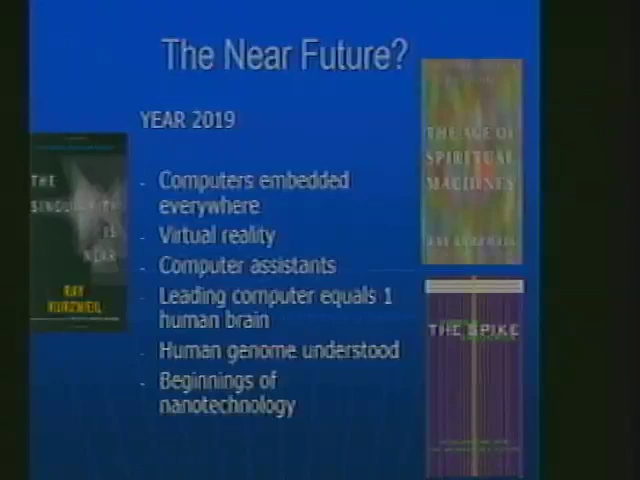 The Near Future?
YEAR 2019
- Computers embedded
everywhere
- Virtual reality
- Computer assistants
- Leading computer equals 1
human brain
- Human genome understood
- Beginnings of
nanotechnology
THE
SINGULARITY
IS
NEAR
RAY
KURZWEIL
THE AGE OF
SPIRITUAL
MACHINES
RAY KURZWEIL
THE SPIKE